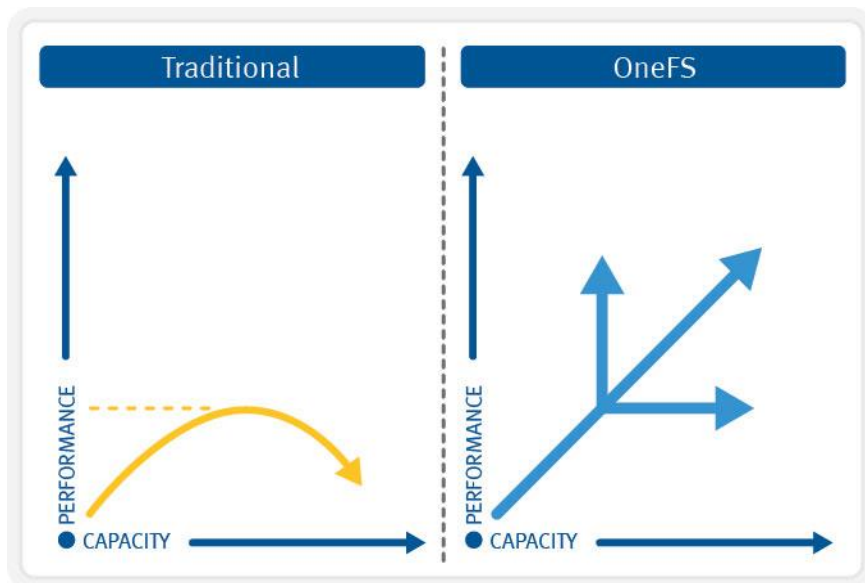 Traditional
PERFORMANCE
CAPACITY
OneFS
PERFORMANCE
CAPACITY